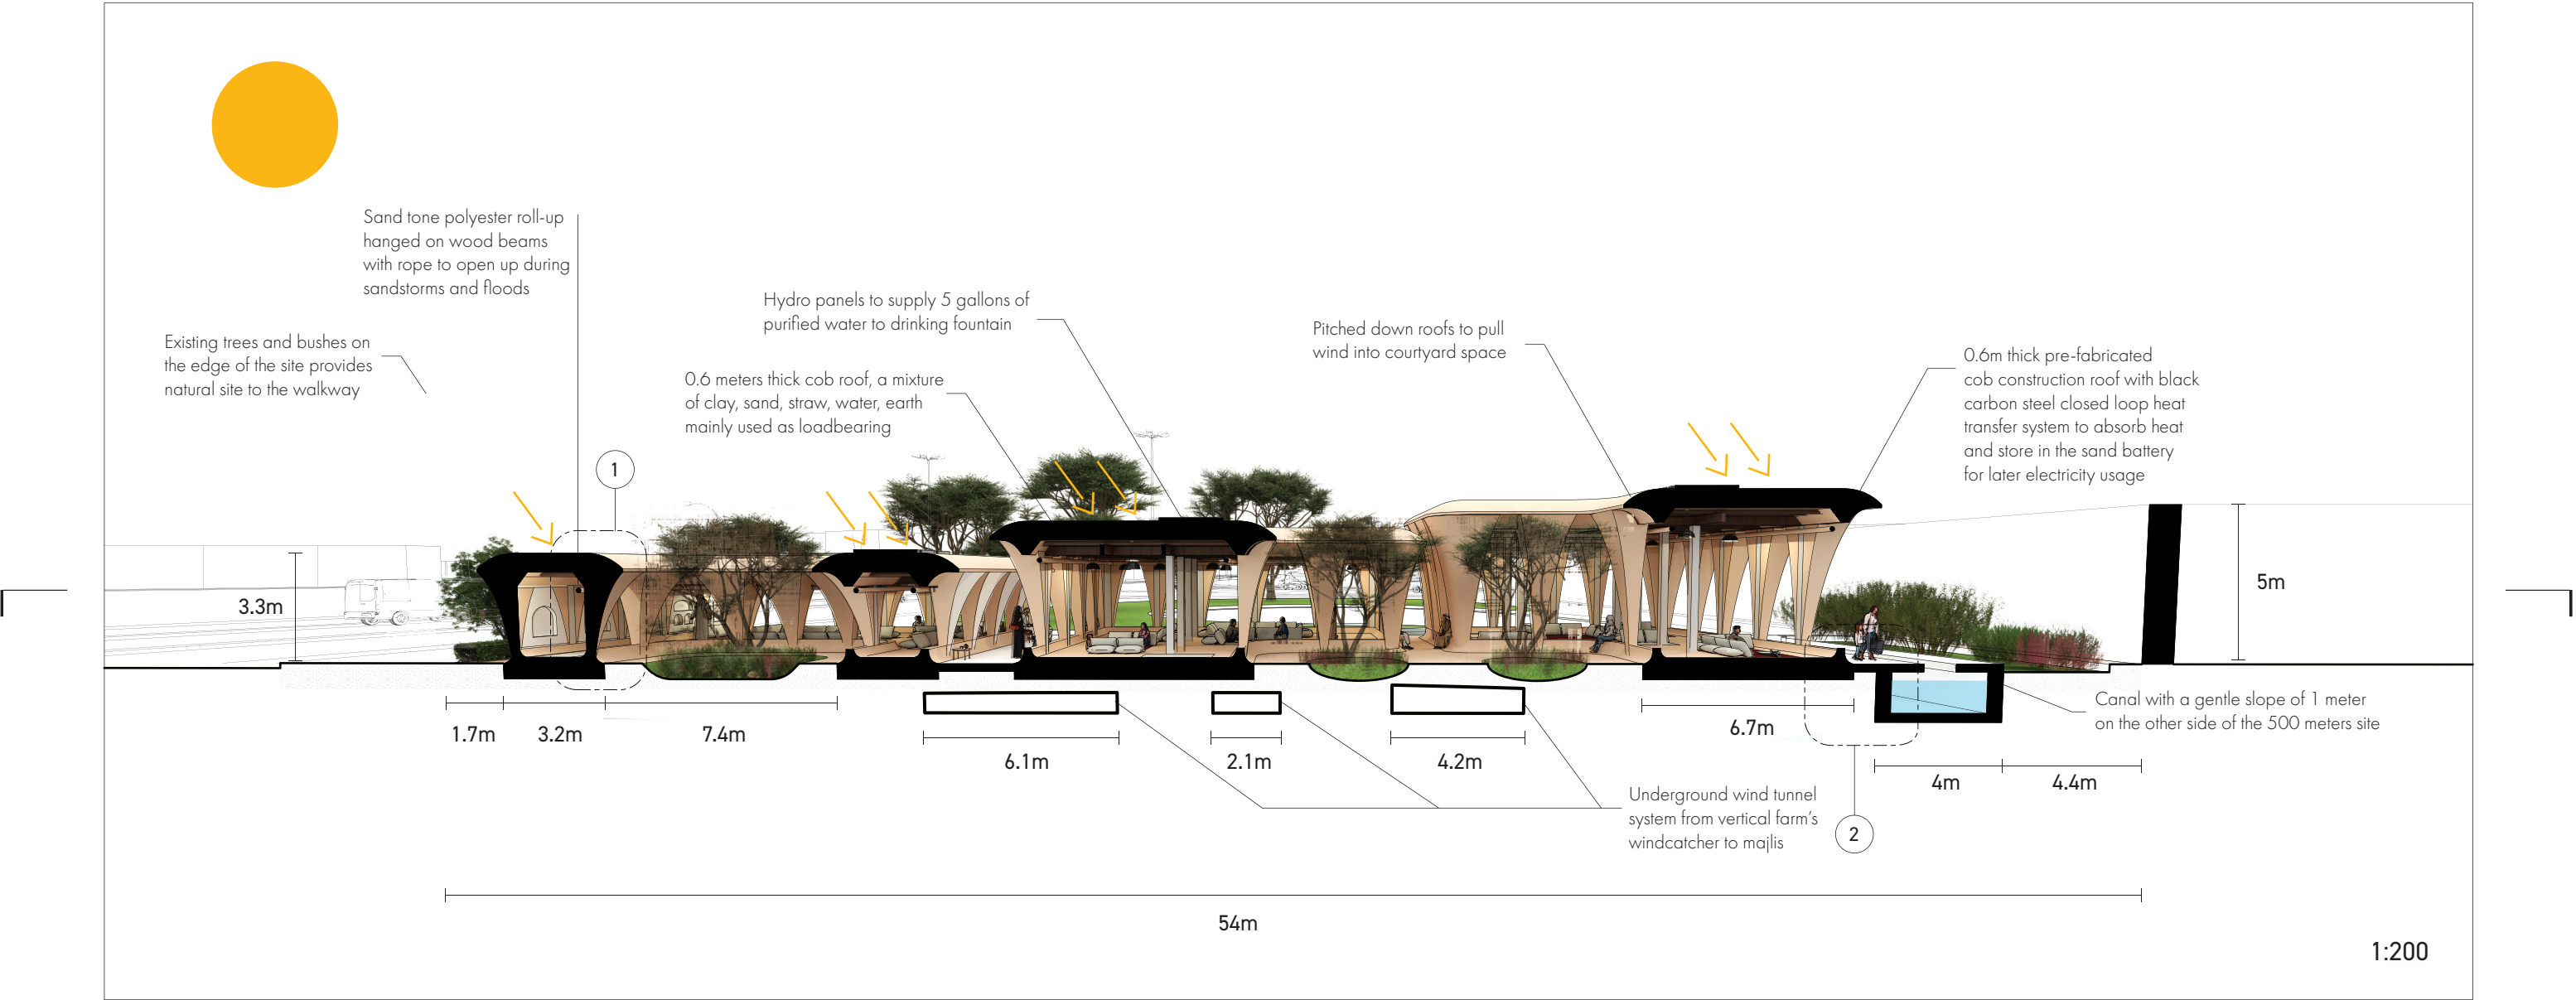 Sand tone polyester roll-up
hanged on wood beams
with rope to open up during
sandstorms and floods
Existing trees and bushes on
the edge of the site provides
natural site to the walkway
Hydro panels to supply 5 gallons of
purified water to drinking fountain
0.6 meters thick cob roof, a mixture
of clay, sand, straw, water, earth
mainly used as loadbearing
Pitched down roofs to pull
wind into courtyard space
0.6m thick pre-fabricated
cob construction roof with black
carbon steel closed loop heat
transfer system to absorb heat
and store in the sand battery
for later electricity usage
1
3.3m
5m
Canal with a gentle slope of 1 meter
on the other side of the 500 meters site
1.7m
3.2m
7.4m
6.1m
2.1m
4.2m
6.7m
4m
4.4m
Underground wind tunnel
system from vertical farm's
windcatcher to majlis
2
54m
1:200